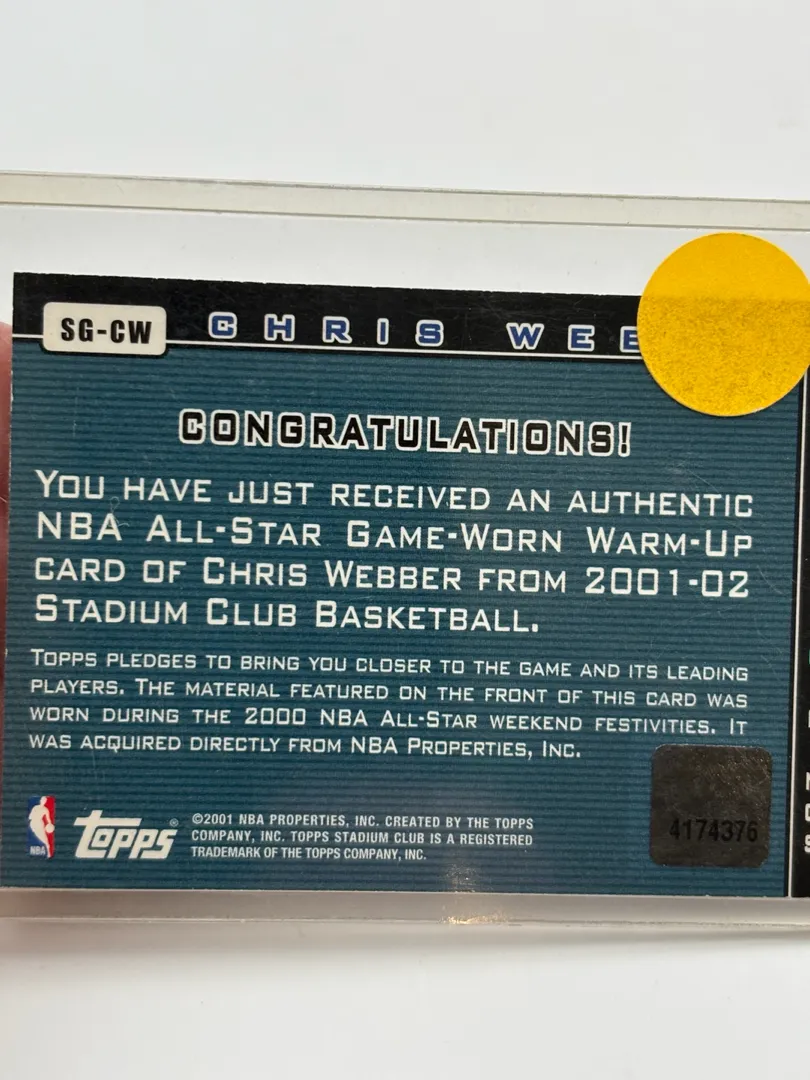 SG-CW
CHRIS WEB
CONGRATULATIONS!
YOU HAVE JUST RECEIVED AN AUTHENTIC
NBA ALL-STAR GAME-WORN WARM-UP
CARD OF CHRIS WEBBER FROM 2001-02
STADIUM CLUB BASKETBALL.
TOPPS PLEDGES TO BRING YOU CLOSER TO THE GAME AND ITS LEADING
PLAYERS. THE MATERIAL FEATURED ON THE FRONT OF THIS CARD WAS
WORN DURING THE 2000 NBA ALL-STAR WEEKEND FESTIVITIES. IT
WAS ACQUIRED DIRECTLY FROM NBA PROPERTIES, INC.
NBA
topps®
©2001 NBA PROPERTIES, INC. CREATED BY THE TOPPS
COMPANY, INC. TOPPS STADIUM CLUB IS A REGISTERED
TRADEMARK OF THE TOPPS COMPANY, INC.
4174376